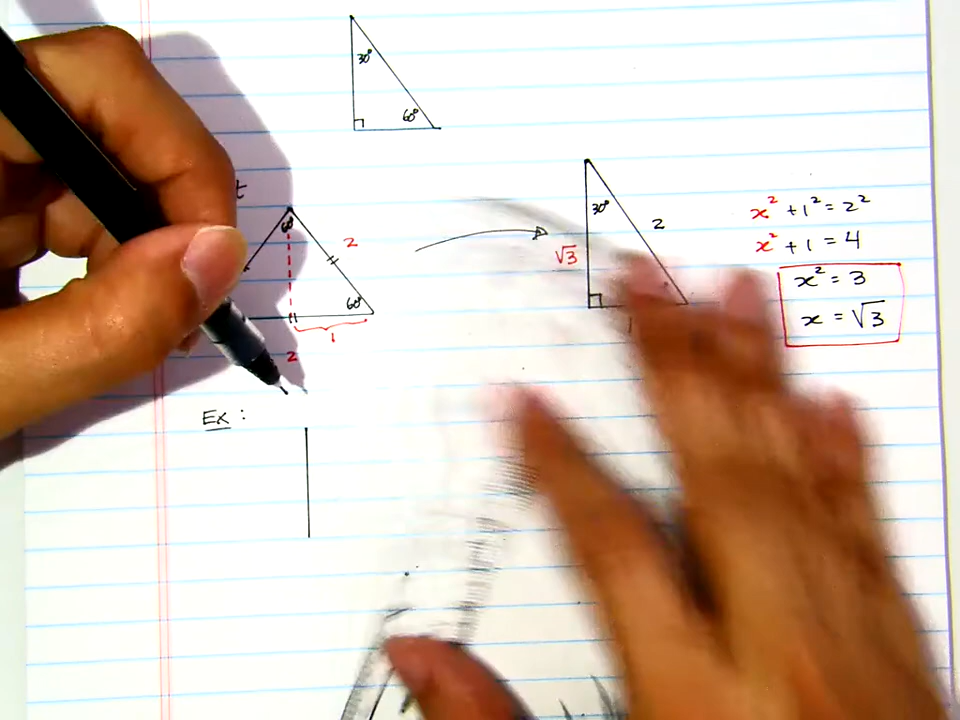 30°
60°
t
60°
2
60°
1
2
30°
2
√3
1
x² + 1² = 2²
x² + 1 = 4
x² = 3
x = √3
Ex :